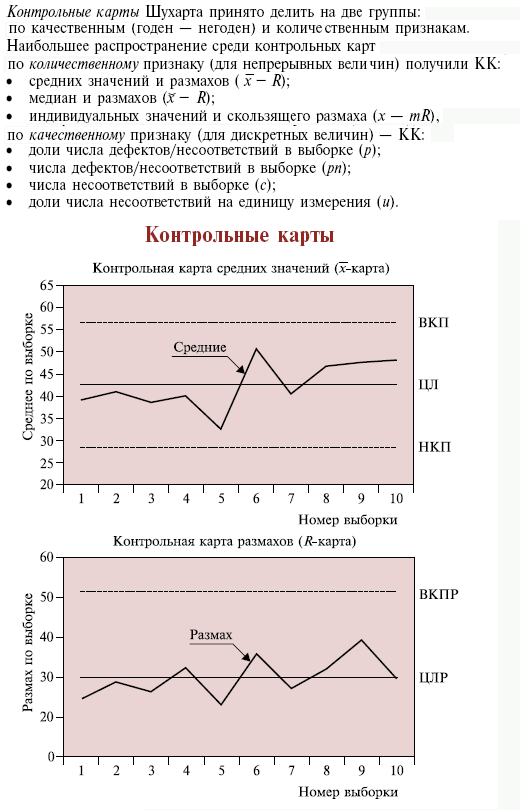 Контрольные карты Шухарта принято делить на две группы:
по качественным (годен — негоден) и количественным признакам.
Наибольшее распространение среди контрольных карт
по количественному признаку (для непрерывных величин) получили КК:
• средних значений и размахов ( x̅ − R);
• медиан и размахов (x̃ − R);
• индивидуальных значений и скользящего размаха (x — mR),
по качественному признаку (для дискретных величин) — КК:
• доли числа дефектов/несоответствий в выборке (p);
• числа дефектов/несоответствий в выборке (pn);
• числа несоответствий в выборке (c);
• доли числа несоответствий на единицу измерения (u).
Контрольные карты
Контрольная карта средних значений (x̅-карта)
Среднее по выборке
65
60
55
50
45
40
35
30
25
20
ВКП
Средние
ЦЛ
НКП
1 2 3 4 5 6 7 8 9 10
Номер выборки
Контрольная карта размахов (R-карта)
Размах по выборке
60
50
40
30
20
0
ВКПР
Размах
ЦЛР
1 2 3 4 5 6 7 8 9 10
Номер выборки